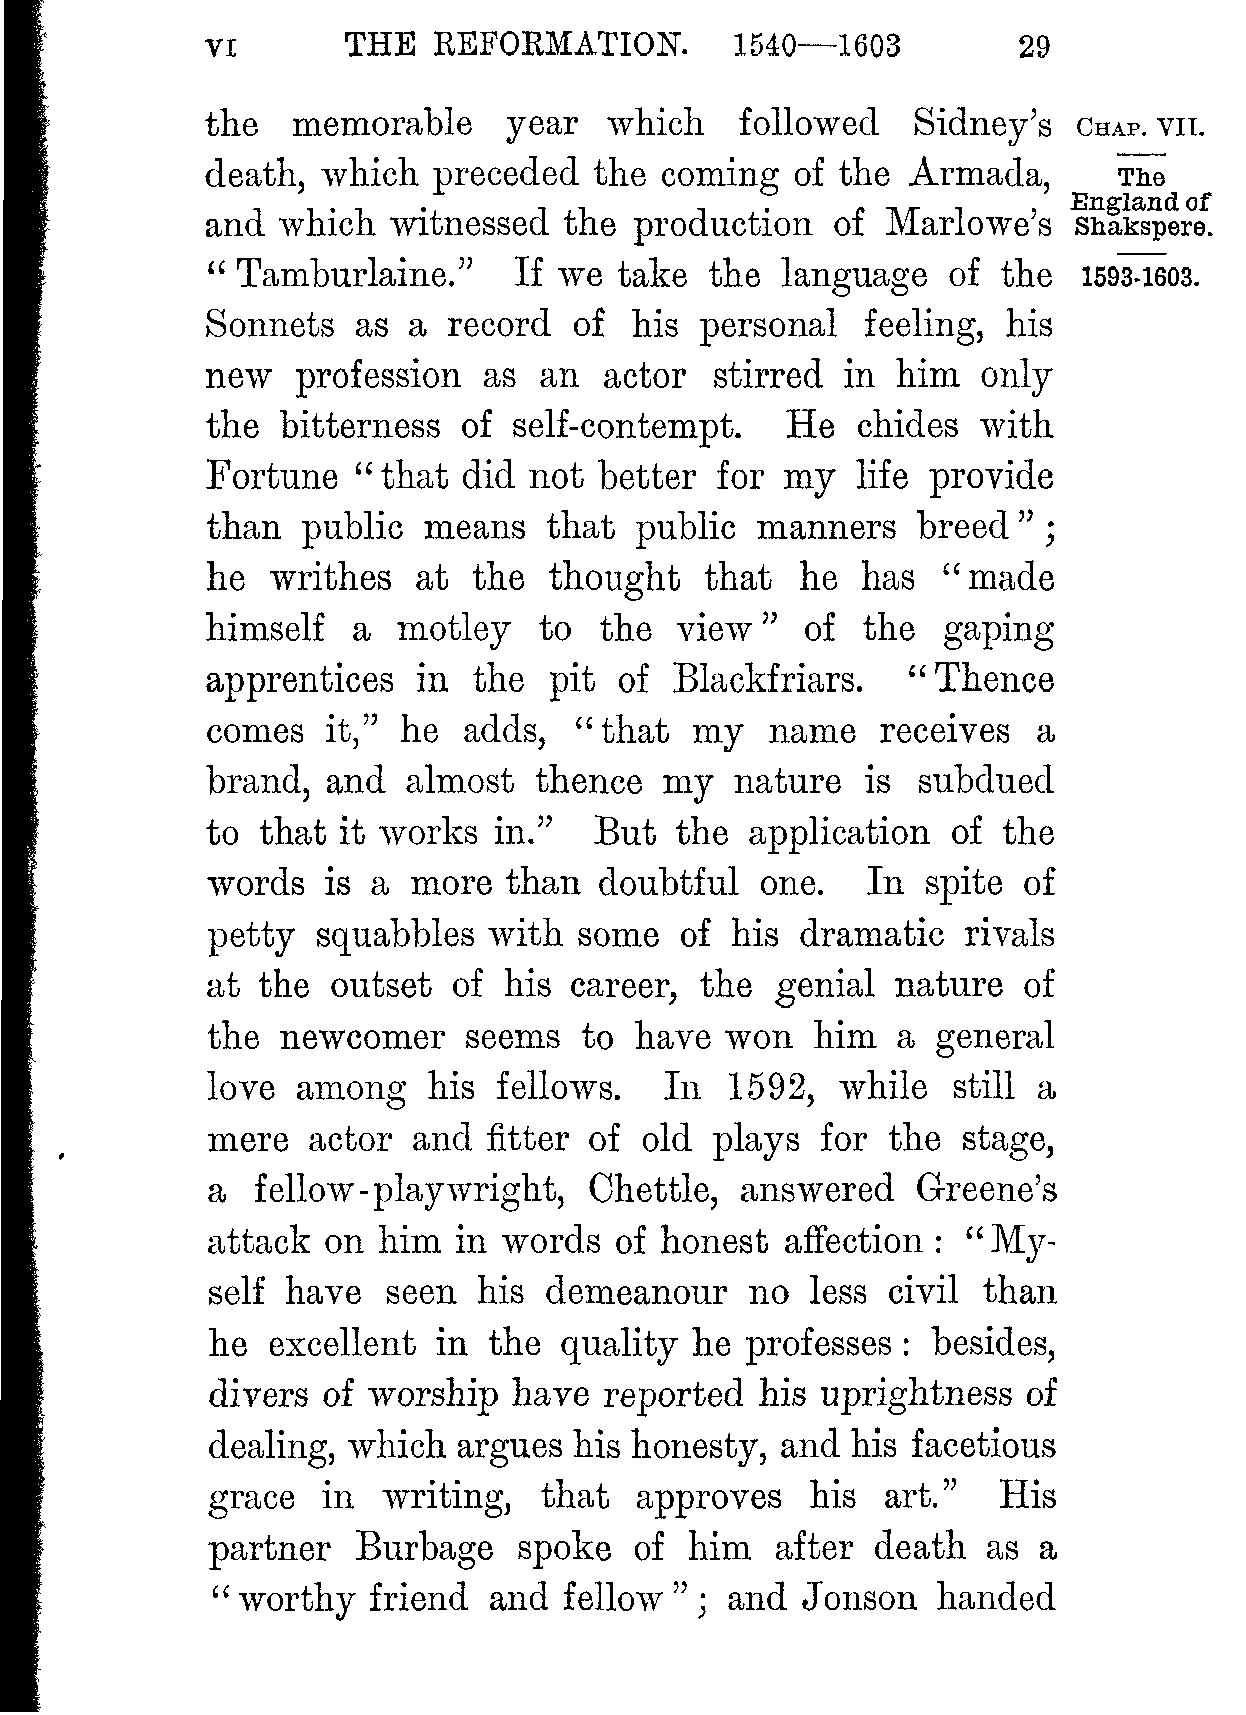 VI THE REFORMATION. 1540—1603 29
the memorable year which followed Sidney's
death, which preceded the coming of the Armada,
and which witnessed the production of Marlowe's
“Tamburlaine.” If we take the language of the
Sonnets as a record of his personal feeling, his
new profession as an actor stirred in him only
the bitterness of self-contempt. He chides with
Fortune “that did not better for my life provide
than public means that public manners breed”;
he writhes at the thought that he has “made
himself a motley to the view” of the gaping
apprentices in the pit of Blackfriars. “Thence
comes it,” he adds, “that my name receives a
brand, and almost thence my nature is subdued
to that it works in.” But the application of the
words is a more than doubtful one. In spite of
petty squabbles with some of his dramatic rivals
at the outset of his career, the genial nature of
the newcomer seems to have won him a general
love among his fellows. In 1592, while still a
mere actor and fitter of old plays for the stage,
a fellow-playwright, Chettle, answered Greene's
attack on him in words of honest affection: “My-
self have seen his demeanour no less civil than
he excellent in the quality he professes: besides,
divers of worship have reported his uprightness of
dealing, which argues his honesty, and his facetious
grace in writing, that approves his art.” His
partner Burbage spoke of him after death as a
“worthy friend and fellow”; and Jonson handed
CHAP. VII.
The
England of
Shakspere.
1593-1603.